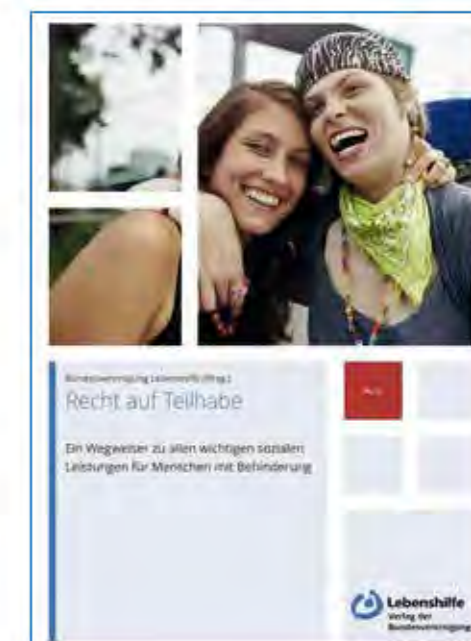 Bundesvereinigung Lebenshilfe (Hrsg.)
Recht auf Teilhabe
Ein Wegweiser zu allen wichtigen sozialen
Leistungen für Menschen mit Behinderung
Lebenshilfe
Verlag der
Bundesvereinigung